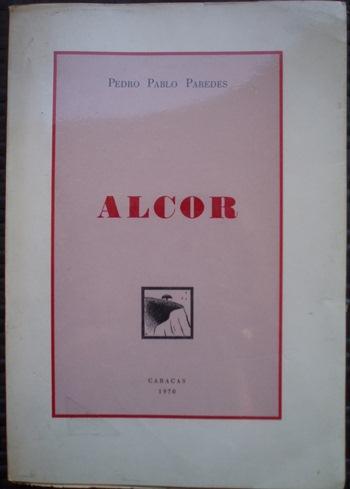 PEDRO PABLO PAREDES
ALCOR
CARACAS
1970